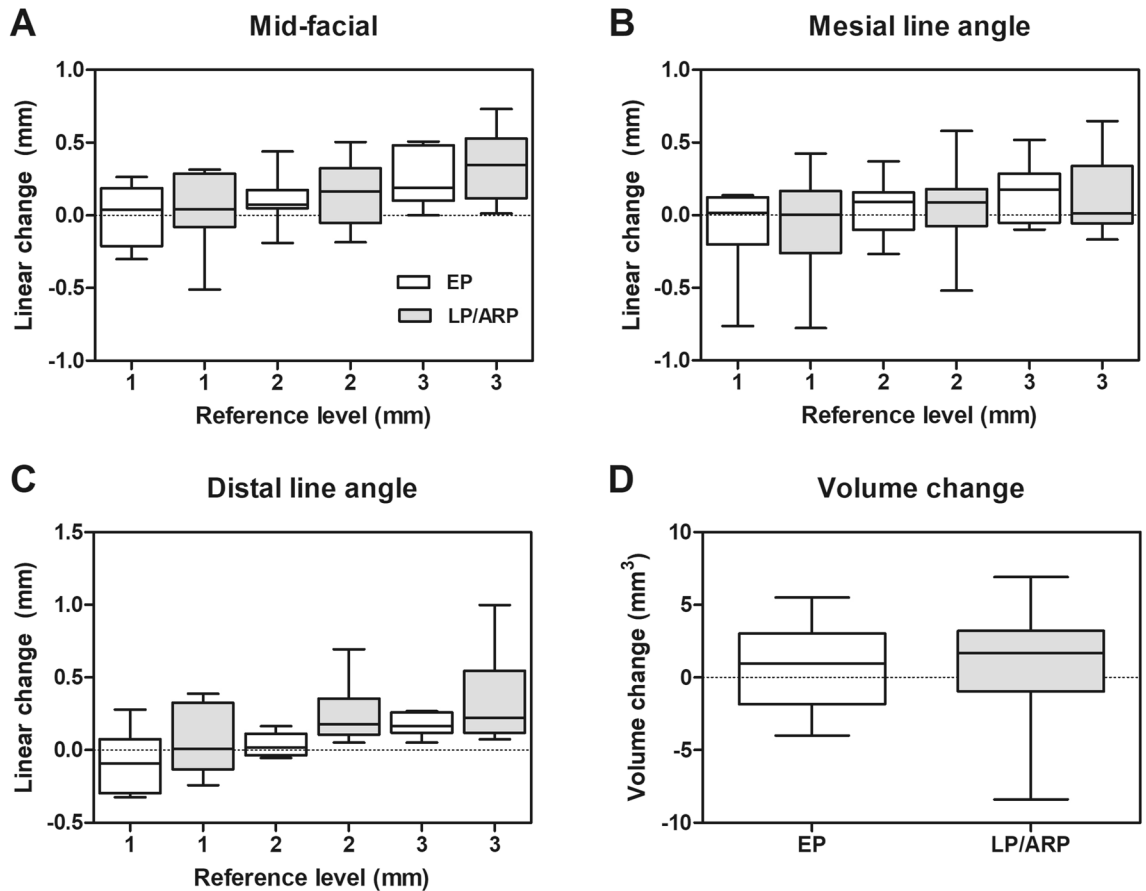 A
Mid-facial
1.0
0.5
0.0
-0.5
-1.0
Linear change (mm)
EP
LP/ARP
1 1 2 2 3 3
Reference level (mm)
B
Mesial line angle
1.0
0.5
0.0
-0.5
-1.0
Linear change (mm)
1 1 2 2 3 3
Reference level (mm)
C
Distal line angle
1.5
1.0
0.5
0.0
-0.5
Linear change (mm)
1 1 2 2 3 3
Reference level (mm)
D
Volume change
10
5
0
-5
-10
Volume change (mm³)
EP LP/ARP